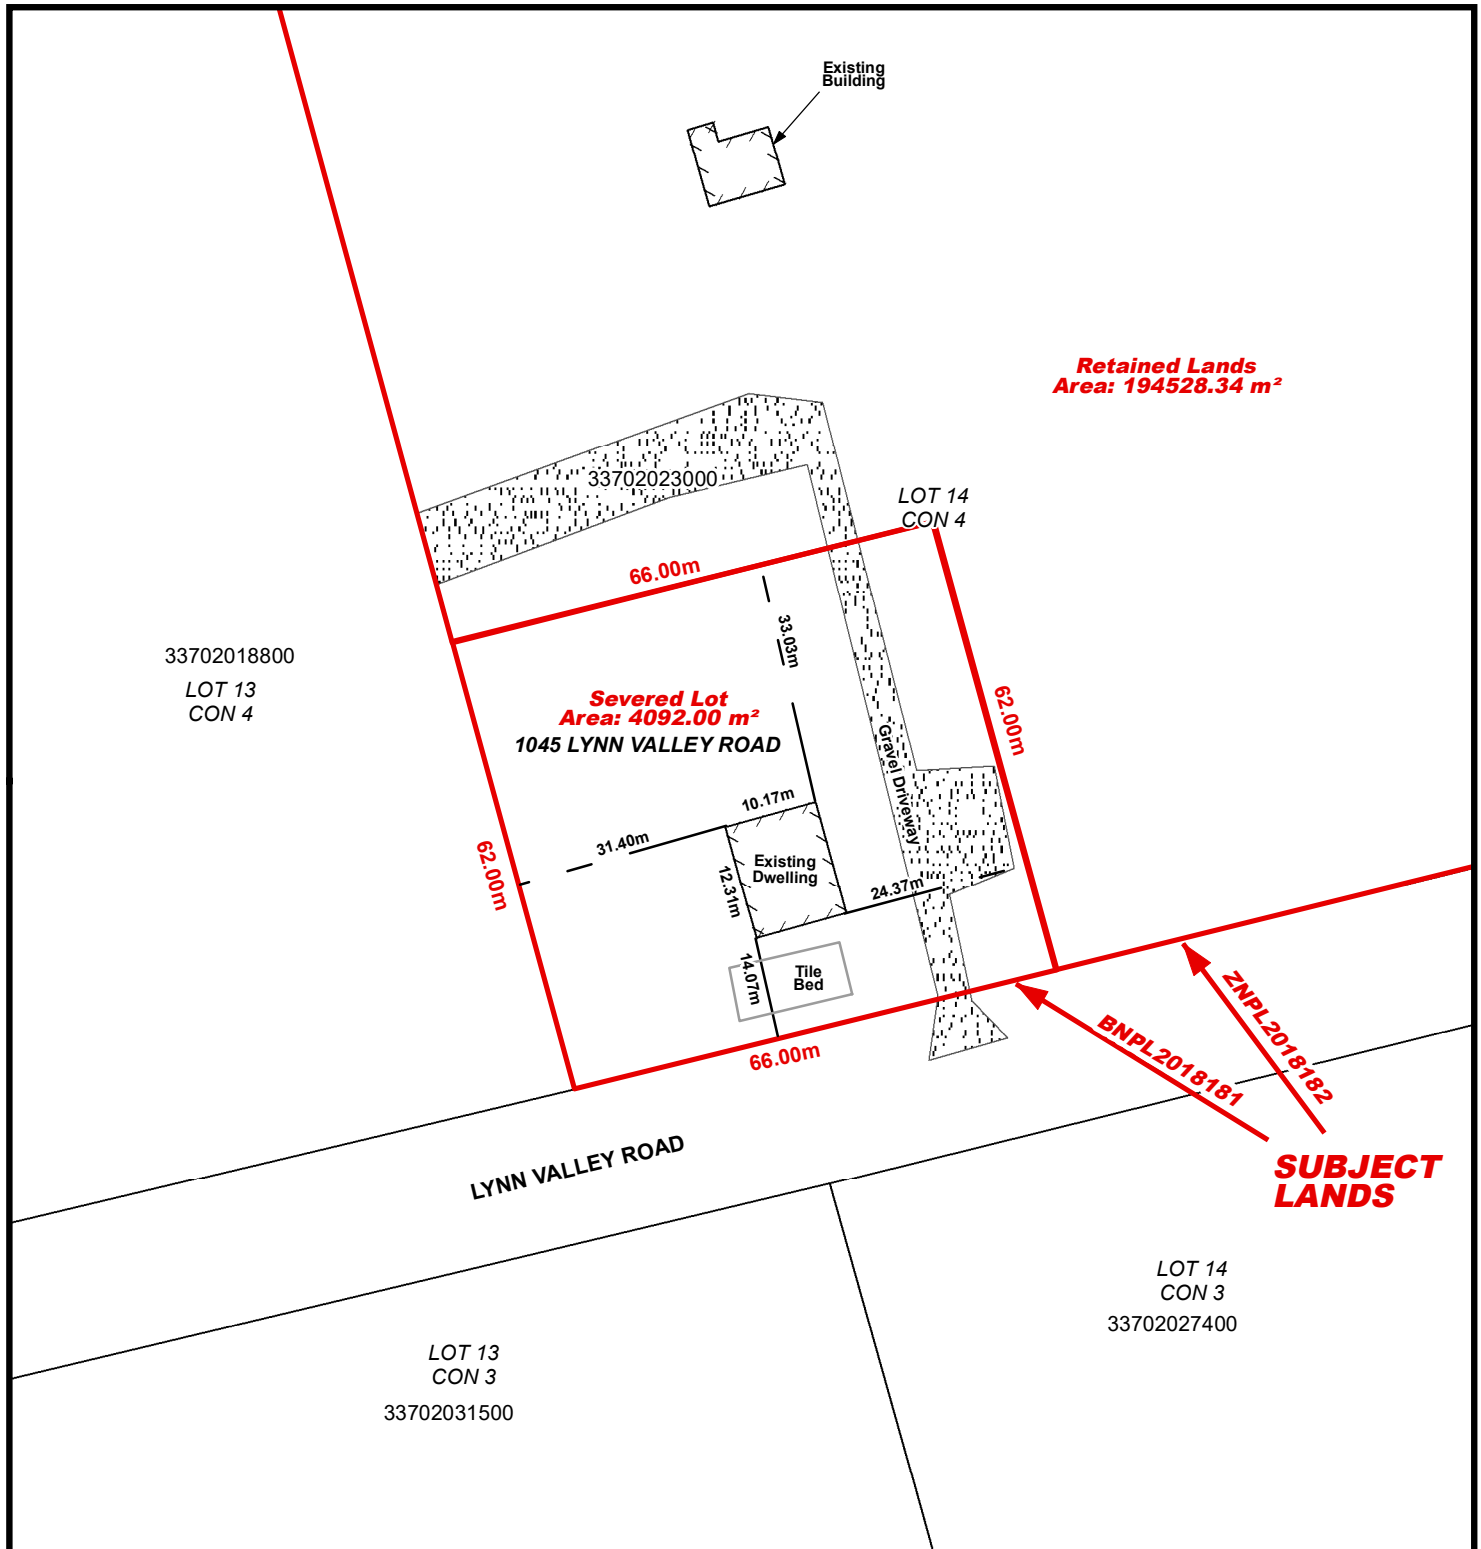 Existing
Building
Retained Lands
Area: 194528.34 m²
33702023000
LOT 14
CON 4
66.00m
33.03m
33702018800
LOT 13
CON 4
Severed Lot
Area: 4092.00 m²
1045 LYNN VALLEY ROAD
62.00m
Gravel Driveway
10.17m
31.40m
62.00m
Existing
Dwelling
12.31m
24.37m
14.07m
Tile
Bed
66.00m
BNPL2018181
ZNPL2018182
SUBJECT
LANDS
LYNN VALLEY ROAD
LOT 14
CON 3
33702027400
LOT 13
CON 3
33702031500